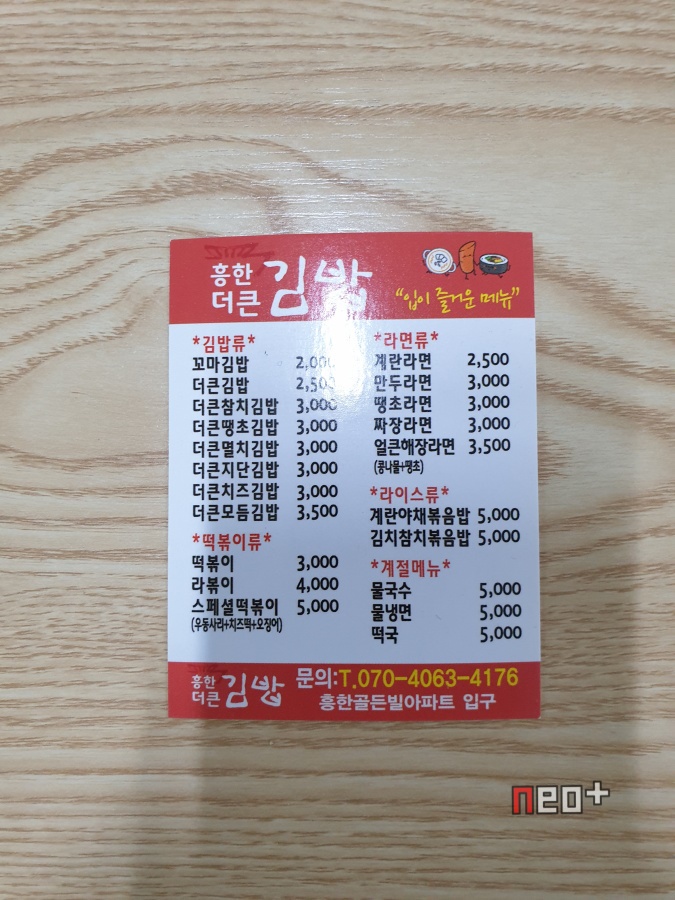 흥한
더큰 김밥
"입이 즐거운 메뉴"
*김밥류*
꼬마김밥 2,000
더큰김밥 2,500
더큰참치김밥 3,000
더큰땡초김밥 3,000
더큰멸치김밥 3,000
더큰지단김밥 3,000
더큰치즈김밥 3,000
더큰모듬김밥 3,500
*떡볶이류*
떡볶이 3,000
라볶이 4,000
스페셜떡볶이 5,000
(우동사리+치즈떡+오징어)
*라면류*
계란라면 2,500
만두라면 3,000
땡초라면 3,000
짜장라면 3,000
얼큰해장라면 3,500
(콩나물+땡초)
*라이스류*
계란야채볶음밥 5,000
김치참치볶음밥 5,000
*계절메뉴*
물국수 5,000
물냉면 5,000
떡국 5,000
흥한
더큰 김밥
문의:T.070-4063-4176
흥한골든빌아파트 입구
neo+